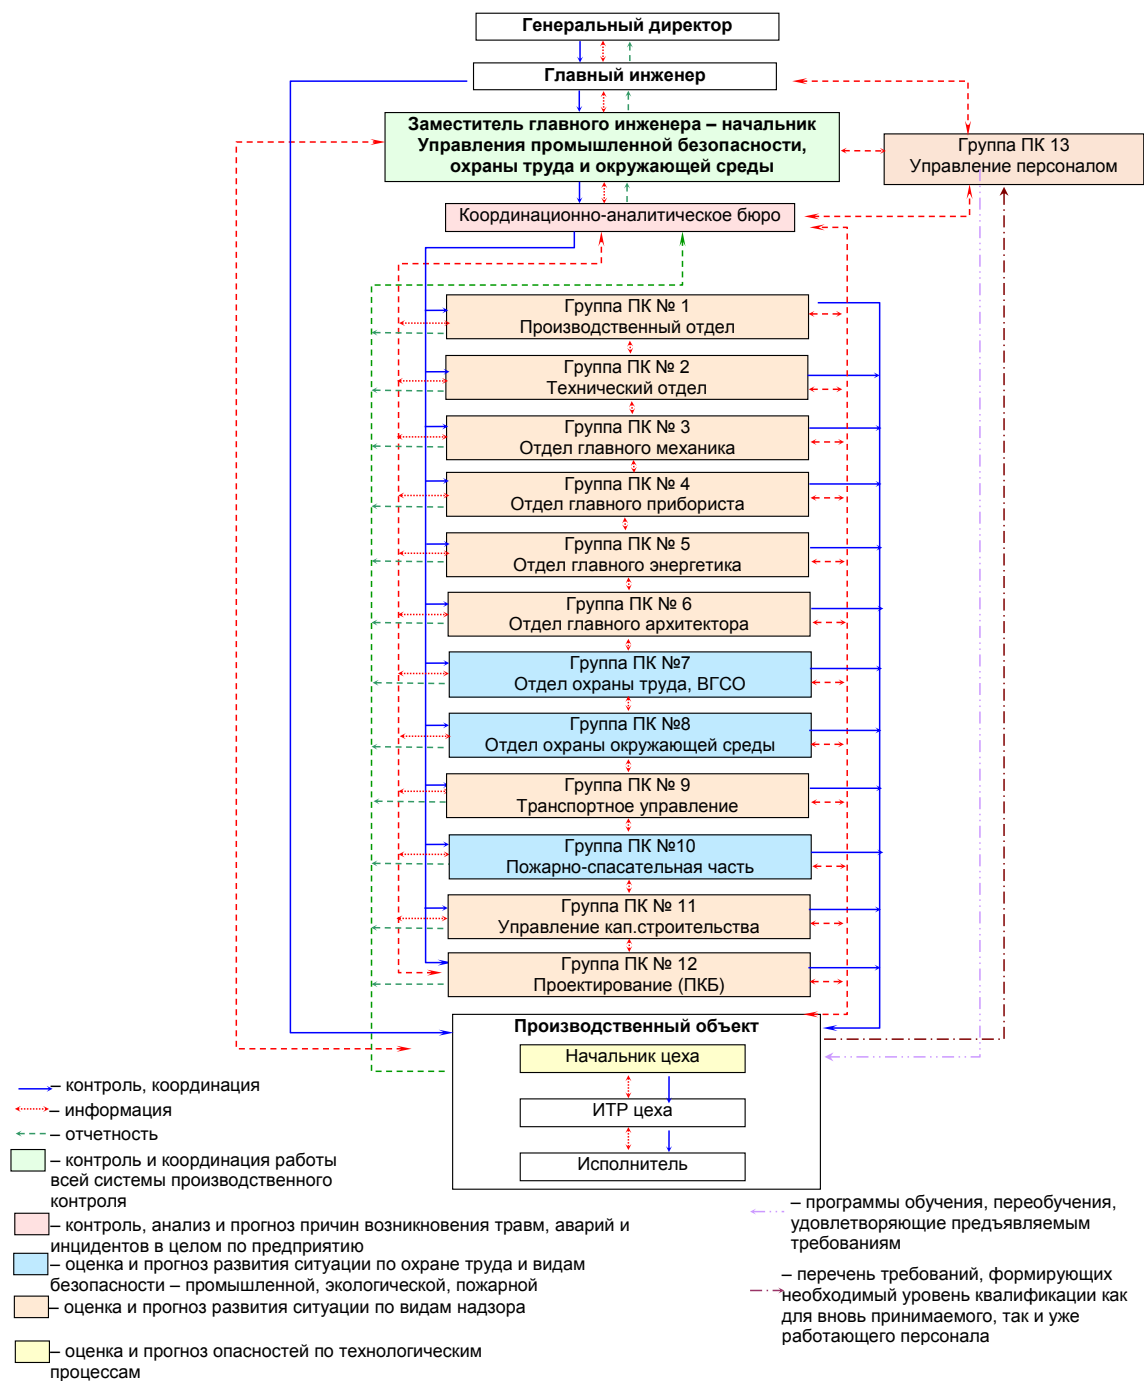 Генеральный директор
Главный инженер
Заместитель главного инженера – начальник
Управления промышленной безопасности,
охраны труда и окружающей среды
Группа ПК 13
Управление персоналом
Координационно-аналитическое бюро
Группа ПК № 1
Производственный отдел
Группа ПК № 2
Технический отдел
Группа ПК № 3
Отдел главного механика
Группа ПК № 4
Отдел главного прибориста
Группа ПК № 5
Отдел главного энергетика
Группа ПК № 6
Отдел главного архитектора
Группа ПК №7
Отдел охраны труда, ВГСО
Группа ПК №8
Отдел охраны окружающей среды
Группа ПК № 9
Транспортное управление
Группа ПК №10
Пожарно-спасательная часть
Группа ПК № 11
Управление кап.строительства
Группа ПК № 12
Проектирование (ПКБ)
Производственный объект
Начальник цеха
ИТР цеха
Исполнитель
– контроль, координация
– информация
– отчетность
– контроль и координация работы
всей системы производственного
контроля
– контроль, анализ и прогноз причин возникновения травм, аварий и
инцидентов в целом по предприятию
– оценка и прогноз развития ситуации по охране труда и видам
безопасности – промышленной, экологической, пожарной
– оценка и прогноз развития ситуации по видам надзора
– оценка и прогноз опасностей по технологическим
процессам
– программы обучения, переобучения,
удовлетворяющие предъявляемым
требованиям
– перечень требований, формирующих
необходимый уровень квалификации как
для вновь принимаемого, так и уже
работающего персонала